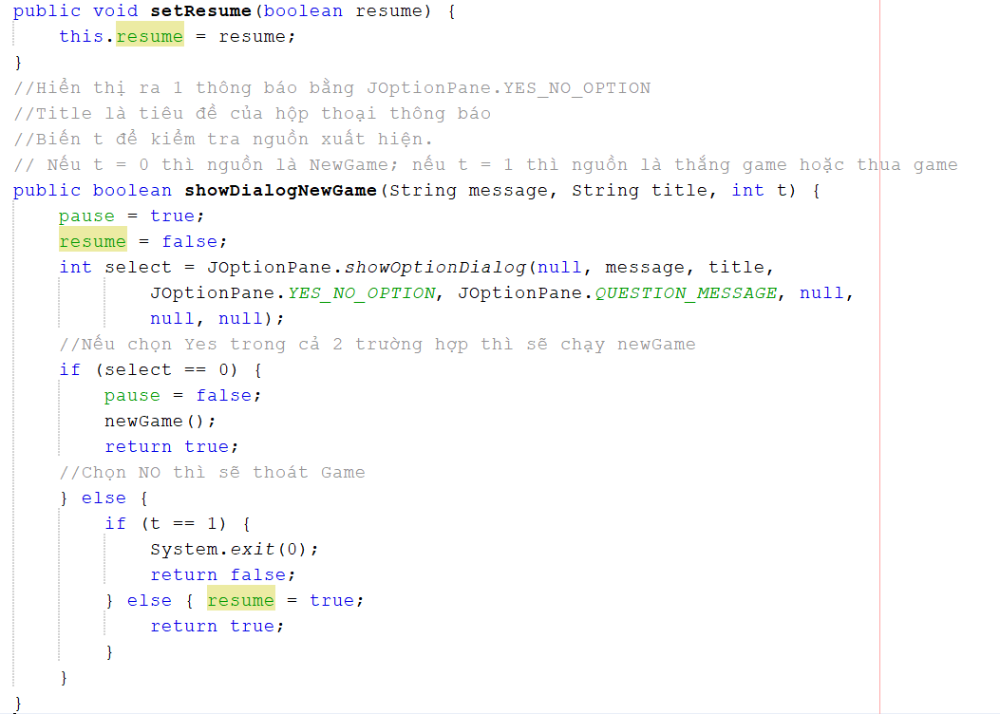 public void setResume(boolean resume) {
this.resume = resume;
}
//Hiển thị ra 1 thông báo bằng JOptionPane.YES_NO_OPTION
//Title là tiêu đề của hộp thoại thông báo
//Biến t để kiểm tra nguồn xuất hiện.
// Nếu t = 0 thì nguồn là NewGame; nếu t = 1 thì nguồn là thắng game hoặc thua game
public boolean showDialogNewGame(String message, String title, int t) {
pause = true;
resume = false;
int select = JOptionPane.showOptionDialog(null, message, title,
JOptionPane.YES_NO_OPTION, JOptionPane.QUESTION_MESSAGE, null,
null, null);
//Nếu chọn Yes trong cả 2 trường hợp thì sẽ chạy newGame
if (select == 0) {
pause = false;
newGame();
return true;
//Chọn NO thì sẽ thoát Game
} else {
if (t == 1) {
System.exit(0);
return false;
} else { resume = true;
return true;
}
}
}